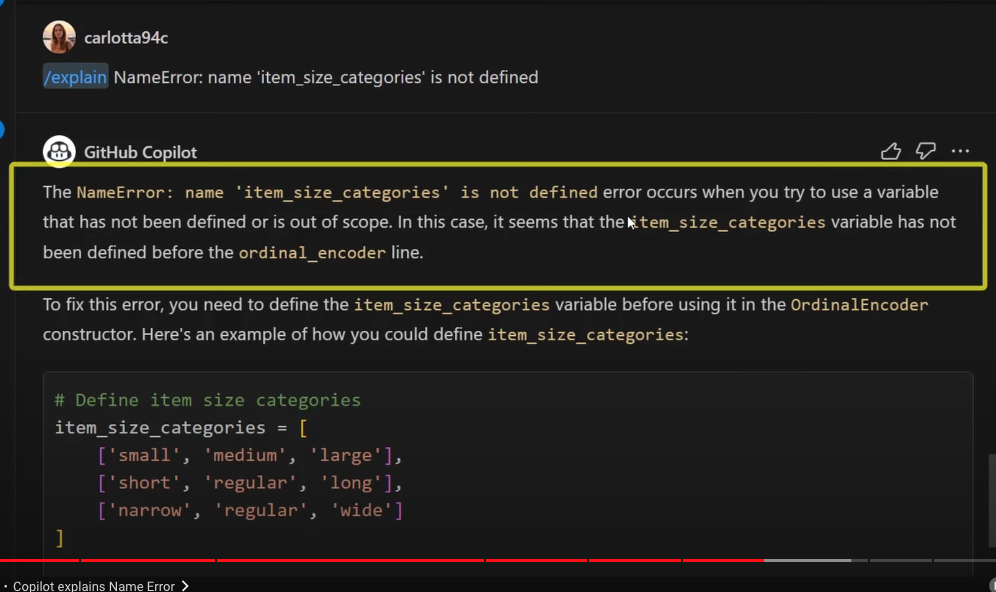 carlotta94c
/explain NameError: name 'item_size_categories' is not defined
GitHub Copilot
The NameError: name 'item_size_categories' is not defined error occurs when you try to use a variable
that has not been defined or is out of scope. In this case, it seems that the item_size_categories variable has not
been defined before the ordinal_encoder line.
To fix this error, you need to define the item_size_categories variable before using it in the OrdinalEncoder
constructor. Here's an example of how you could define item_size_categories:
# Define item size categories
item_size_categories = [
['small', 'medium', 'large'],
['short', 'regular', 'long'],
['narrow', 'regular', 'wide']
]
• Copilot explains Name Error